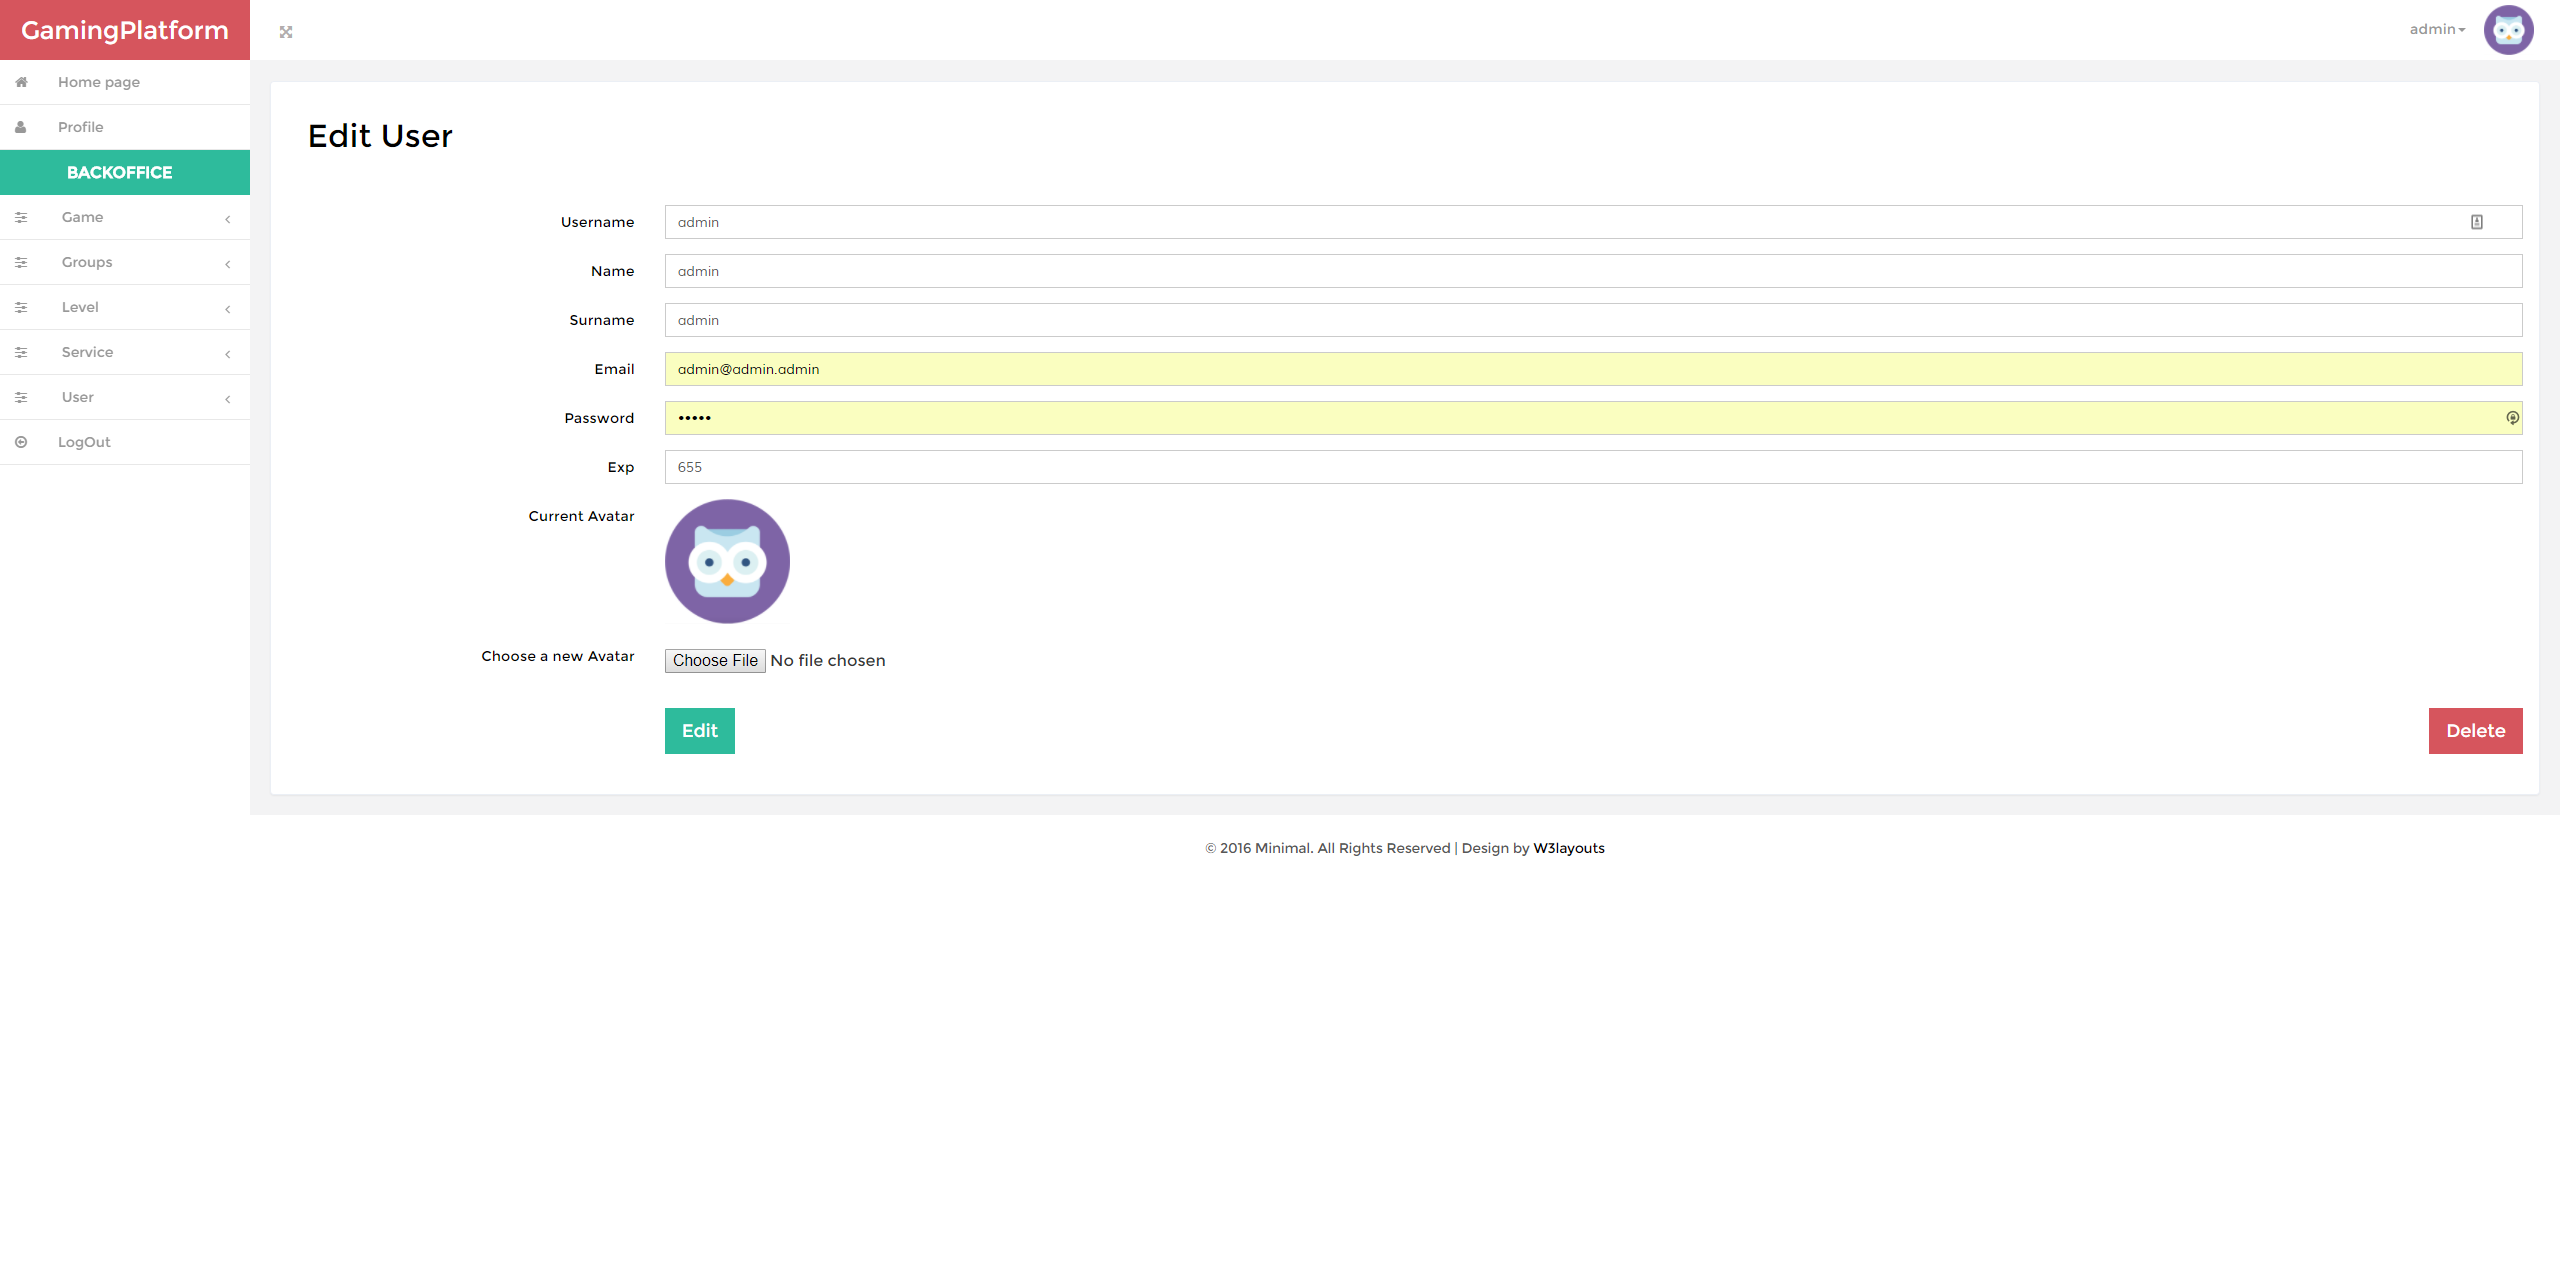 GamingPlatform
admin
Home page
Profile
BACKOFFICE
Game
Groups
Level
Service
User
LogOut
Edit User
Username admin
Name admin
Surname admin
Email admin@admin.admin
Password •••••
Exp 655
Current Avatar
Choose a new Avatar Choose File No file chosen
Edit Delete
© 2016 Minimal. All Rights Reserved | Design by W3layouts